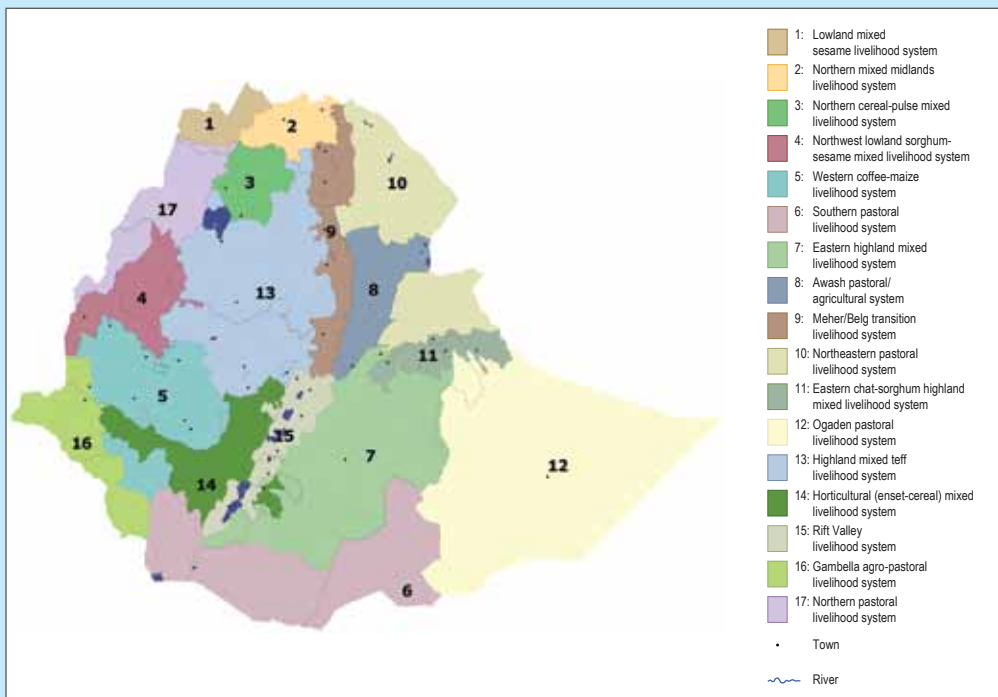 1
2
3
10
17
9
4
13
8
11
5
15
16
7
12
14
6
1: Lowland mixed
sesame livelihood system
2: Northern mixed midlands
livelihood system
3: Northern cereal-pulse mixed
livelihood system
4: Northwest lowland sorghum-
sesame mixed livelihood system
5: Western coffee-maize
livelihood system
6: Southern pastoral
livelihood system
7: Eastern highland mixed
livelihood system
8: Awash pastoral/
agricultural system
9: Meher/Belg transition
livelihood system
10: Northeastern pastoral
livelihood system
11: Eastern chat-sorghum highland
mixed livelihood system
12: Ogaden pastoral
livelihood system
13: Highland mixed teff
livelihood system
14: Horticultural (enset-cereal) mixed
livelihood system
15: Rift Valley
livelihood system
16: Gambella agro-pastoral
livelihood system
17: Northern pastoral
livelihood system
Town
River